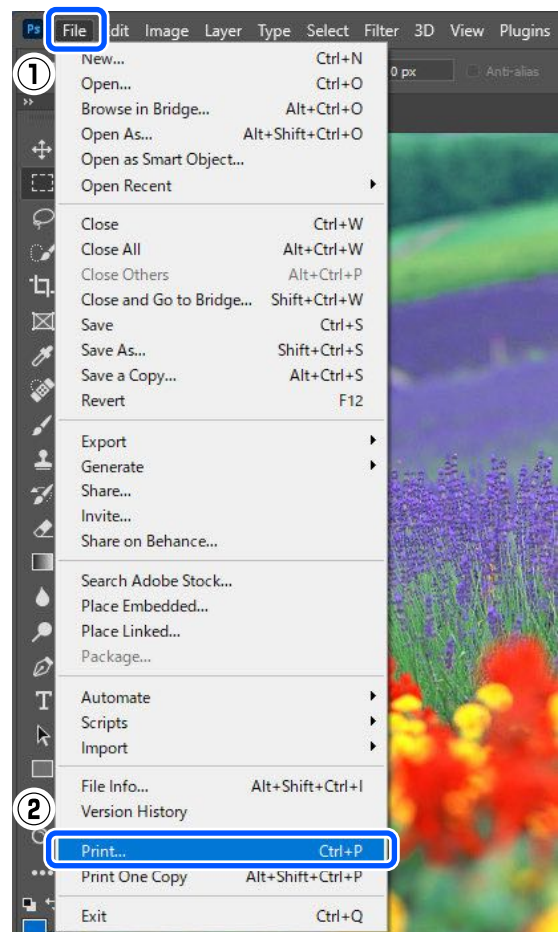 Ps File Edit Image Layer Type Select Filter 3D View Plugins
①
0 px Anti-alias
New... Ctrl+N
Open... Ctrl+O
Browse in Bridge... Alt+Ctrl+O
Open As... Alt+Shift+Ctrl+O
Open as Smart Object...
Open Recent
Close Ctrl+W
Close All Alt+Ctrl+W
Close Others Alt+Ctrl+P
Close and Go to Bridge... Shift+Ctrl+W
Save Ctrl+S
Save As... Shift+Ctrl+S
Save a Copy... Alt+Ctrl+S
Revert F12
Export
Generate
Share...
Invite...
Share on Behance...
Search Adobe Stock...
Place Embedded...
Place Linked...
Package...
Automate
Scripts
Import
File Info... Alt+Shift+Ctrl+I
Version History
②
Print... Ctrl+P
Print One Copy Alt+Shift+Ctrl+P
Exit Ctrl+Q